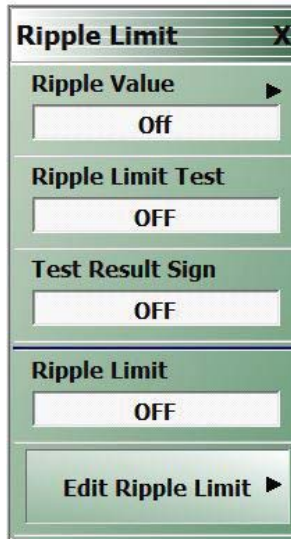 Ripple Limit X
Ripple Value ►
Off
Ripple Limit Test
OFF
Test Result Sign
OFF
Ripple Limit
OFF
Edit Ripple Limit ►